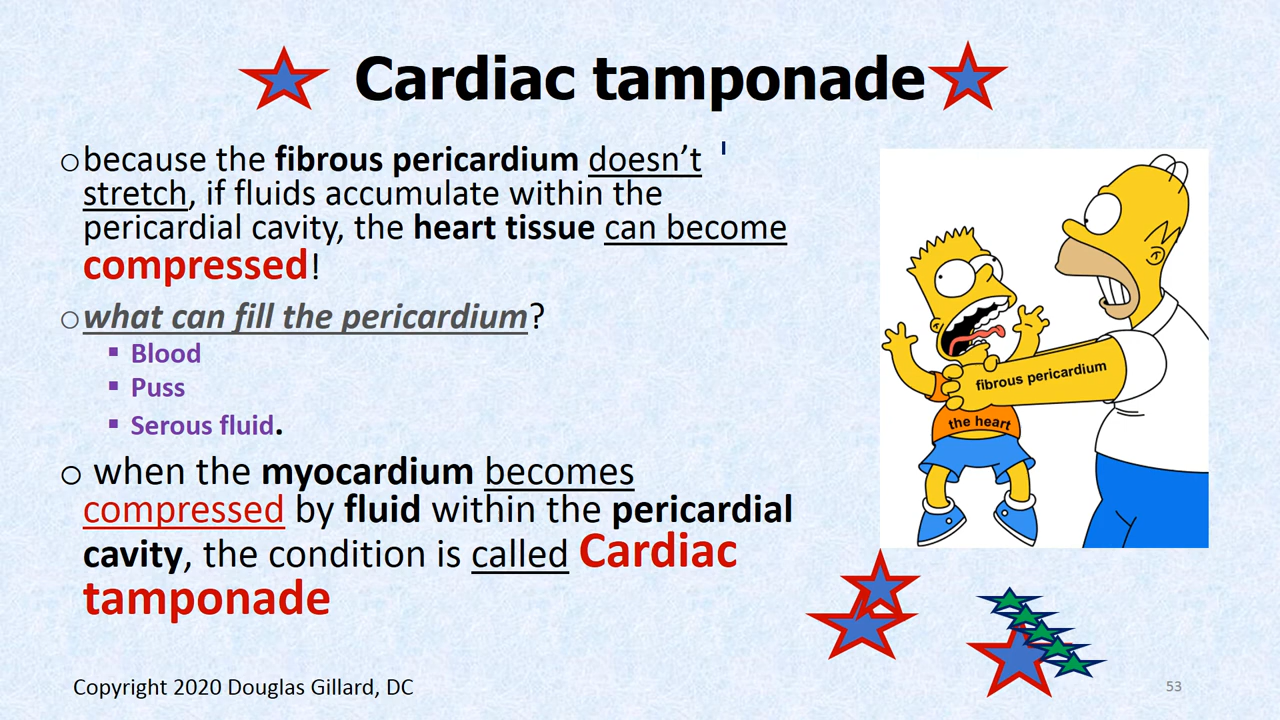 Cardiac tamponade
because the fibrous pericardium doesn’t
stretch, if fluids accumulate within the
pericardial cavity, the heart tissue can become
compressed!
what can fill the pericardium?
Blood
Puss
Serous fluid.
when the myocardium becomes
compressed by fluid within the pericardial
cavity, the condition is called Cardiac
tamponade
fibrous pericardium
the heart
Copyright 2020 Douglas Gillard, DC
53